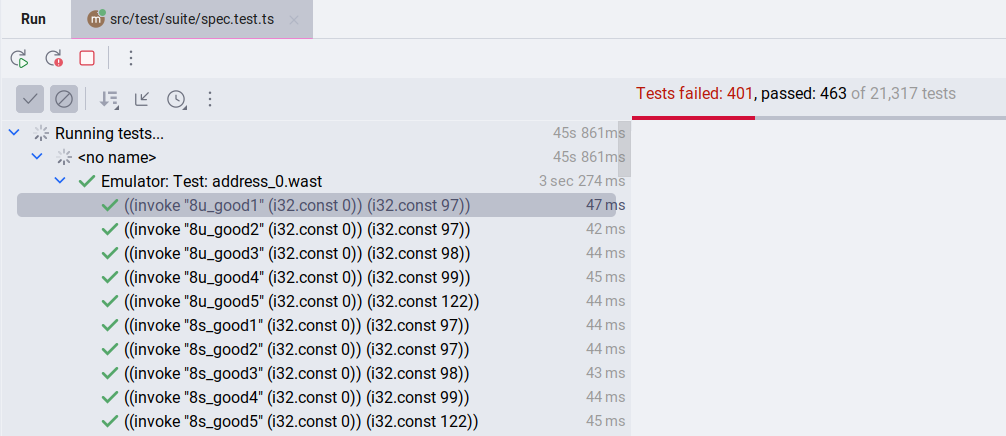 Run src/test/suite/spec.test.ts
Tests failed: 401, passed: 463 of 21,317 tests
Running tests... 45s 861ms
<no name> 45s 861ms
Emulator: Test: address_0.wast 3 sec 274 ms
((invoke "8u_good1" (i32.const 0)) (i32.const 97)) 47 ms
((invoke "8u_good2" (i32.const 0)) (i32.const 97)) 42 ms
((invoke "8u_good3" (i32.const 0)) (i32.const 98)) 44 ms
((invoke "8u_good4" (i32.const 0)) (i32.const 99)) 45 ms
((invoke "8u_good5" (i32.const 0)) (i32.const 122)) 44 ms
((invoke "8s_good1" (i32.const 0)) (i32.const 97)) 44 ms
((invoke "8s_good2" (i32.const 0)) (i32.const 97)) 44 ms
((invoke "8s_good3" (i32.const 0)) (i32.const 98)) 43 ms
((invoke "8s_good4" (i32.const 0)) (i32.const 99)) 44 ms
((invoke "8s_good5" (i32.const 0)) (i32.const 122)) 45 ms